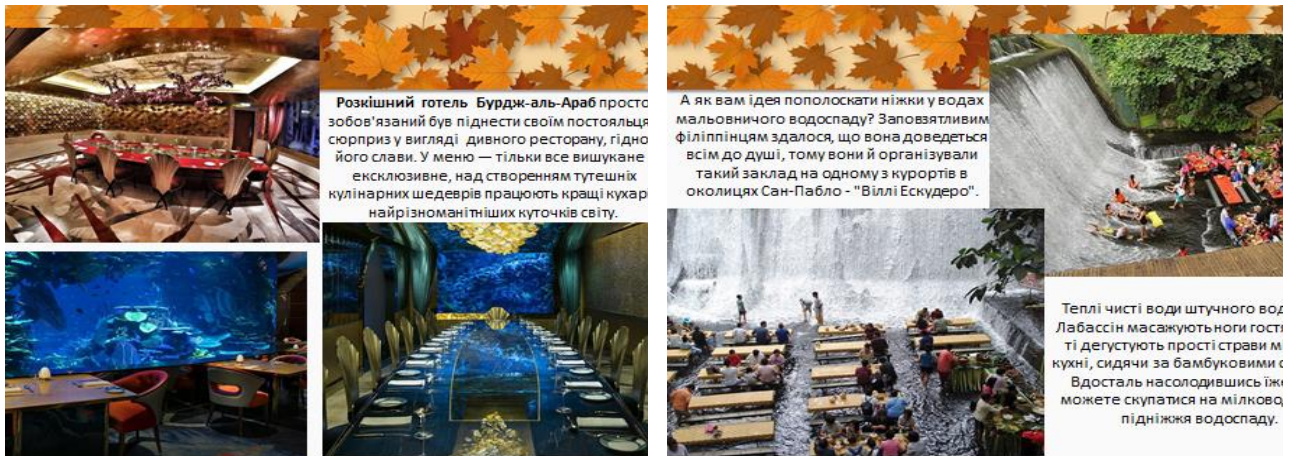 Розкішний готель Бурдж-аль-Араб просто
зобов'язаний був піднести своїм постояльця
сюрприз у вигляді дивного ресторану, гідно
його слави. У меню — тільки все вишукане
ексклюзивне, над створенням тутешніх
кулінарних шедеврів працюють кращі кухар
найрізноманітніших куточків світу.
А як вам ідея пополоскати ніжки у водах
мальовничого водоспаду? Заповзятливим
філіппінцям здалося, що вона доведеться
всім до душі, тому вони й організували
такий заклад на одному з курортів в
околицях Сан-Пабло - "Віллі Ескудеро".
Теплі чисті води штучного вод
Лабассін масажують ноги гостя
ті дегустують прості страви м
кухні, сидячи за бамбуковими
Вдосталь насолодившись їже
можете скупатися на мілково
підніжжя водоспаду.